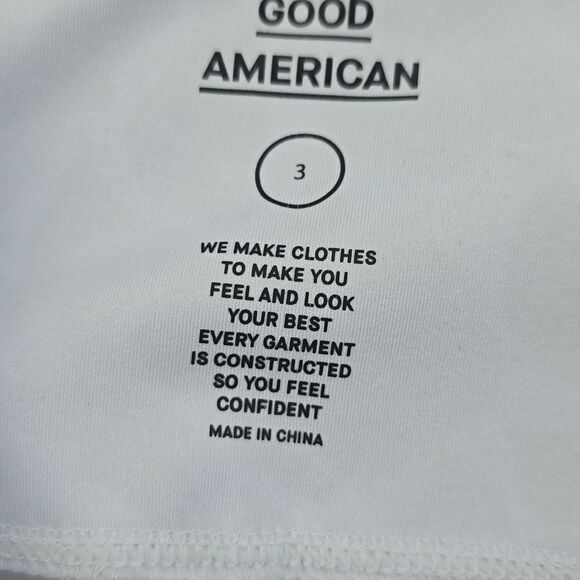 GOOD
AMERICAN
3
WE MAKE CLOTHES
TO MAKE YOU
FEEL AND LOOK
YOUR BEST
EVERY GARMENT
IS CONSTRUCTED
SO YOU FEEL
CONFIDENT
MADE IN CHINA